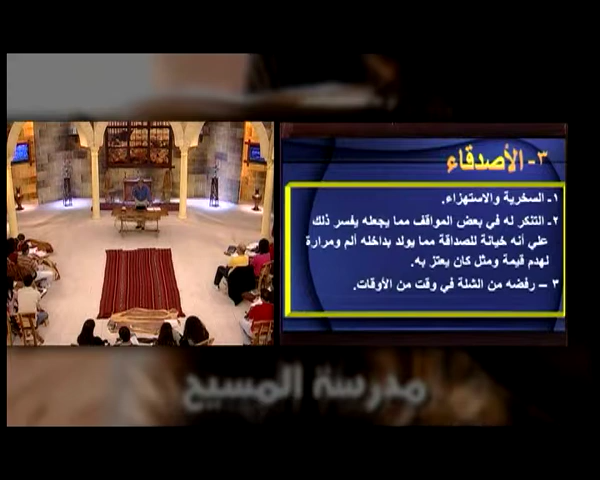 ٣- الأصدقاء
١- السخرية والاستهزاء.
٢- التنكر له في بعض المواقف مما يجعله يفسر ذلك
علي أنه خيانة للصداقة مما يولد بداخله ألم ومرارة
لهدم قيمة ومثل كان يعتز به.
٣ – رفضه من الشلة في وقت من الأوقات.
مدرسة المسيح